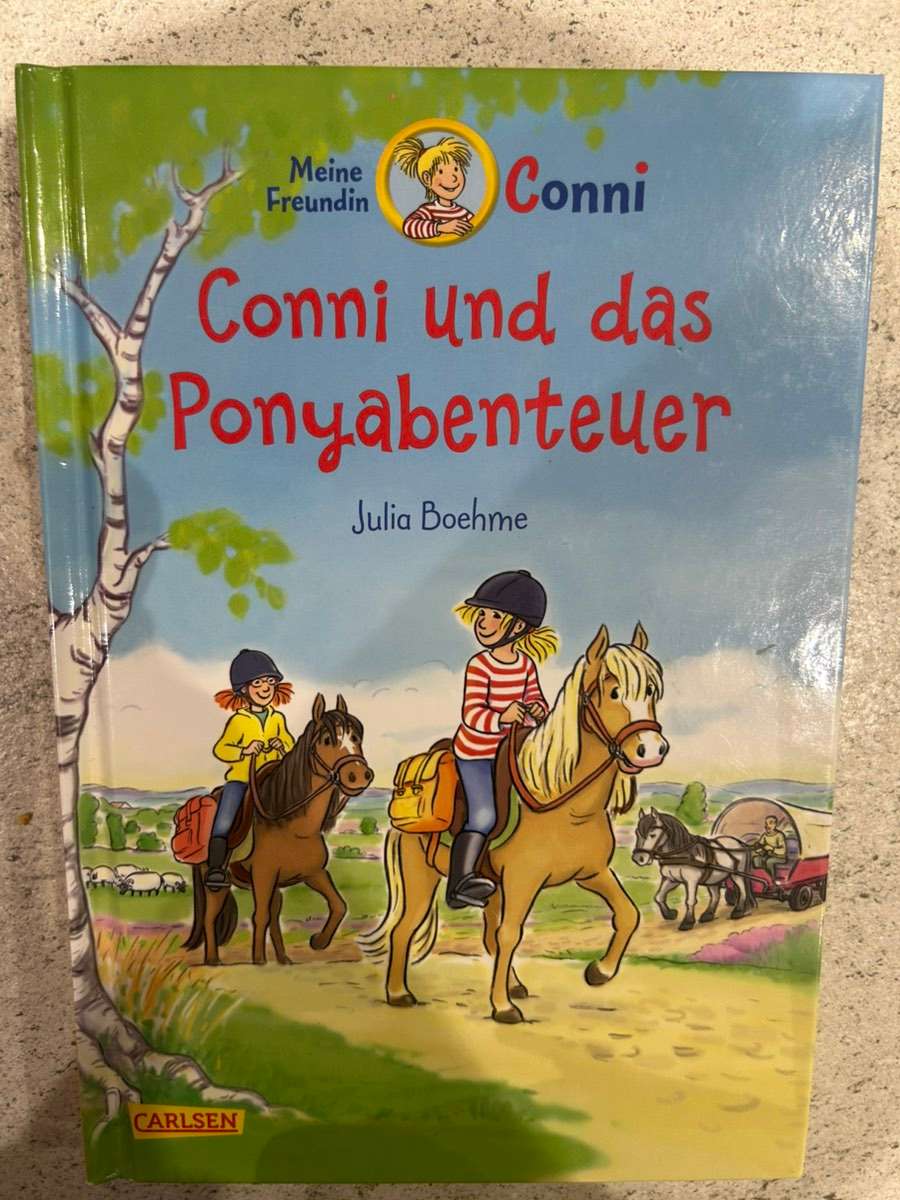 Meine
Freundin
Conni
Conni und das
Ponyabenteuer
Julia Boehme
CARLSEN